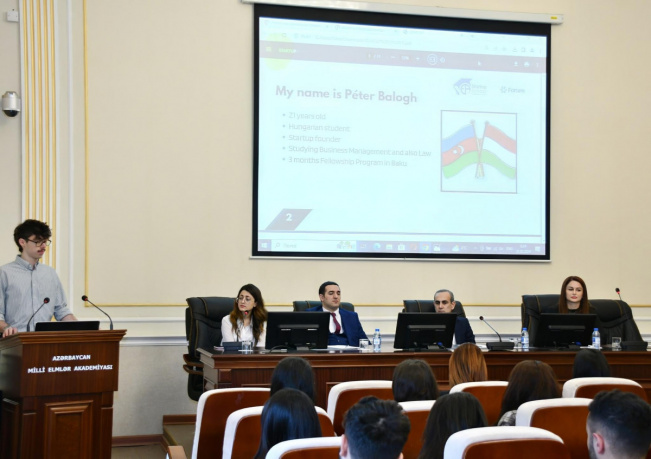 My name is Péter Balogh
• 21 years old
• Hungarian student
• Startup founder
• Studying Business Management and also Law
• 3 months Fellowship Program in Baku
2
AZƏRBAYCAN
MİLLİ ELMLƏR AKADEMİYASI